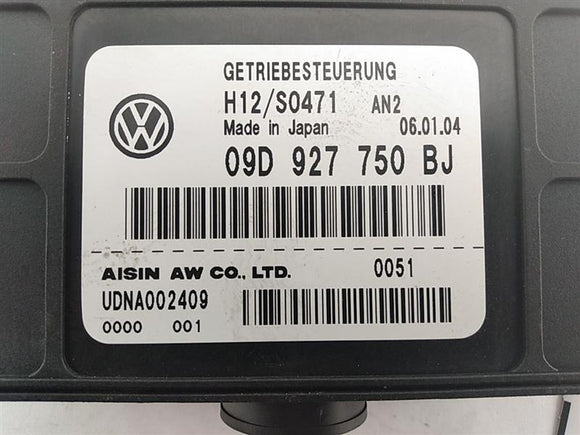 GETRIEBESTEUERUNG
H12/S0471 AN2
Made in Japan 06.01.04
09D 927 750 BJ
AISIN AW CO., LTD. 0051
UDNA002409
0000 001